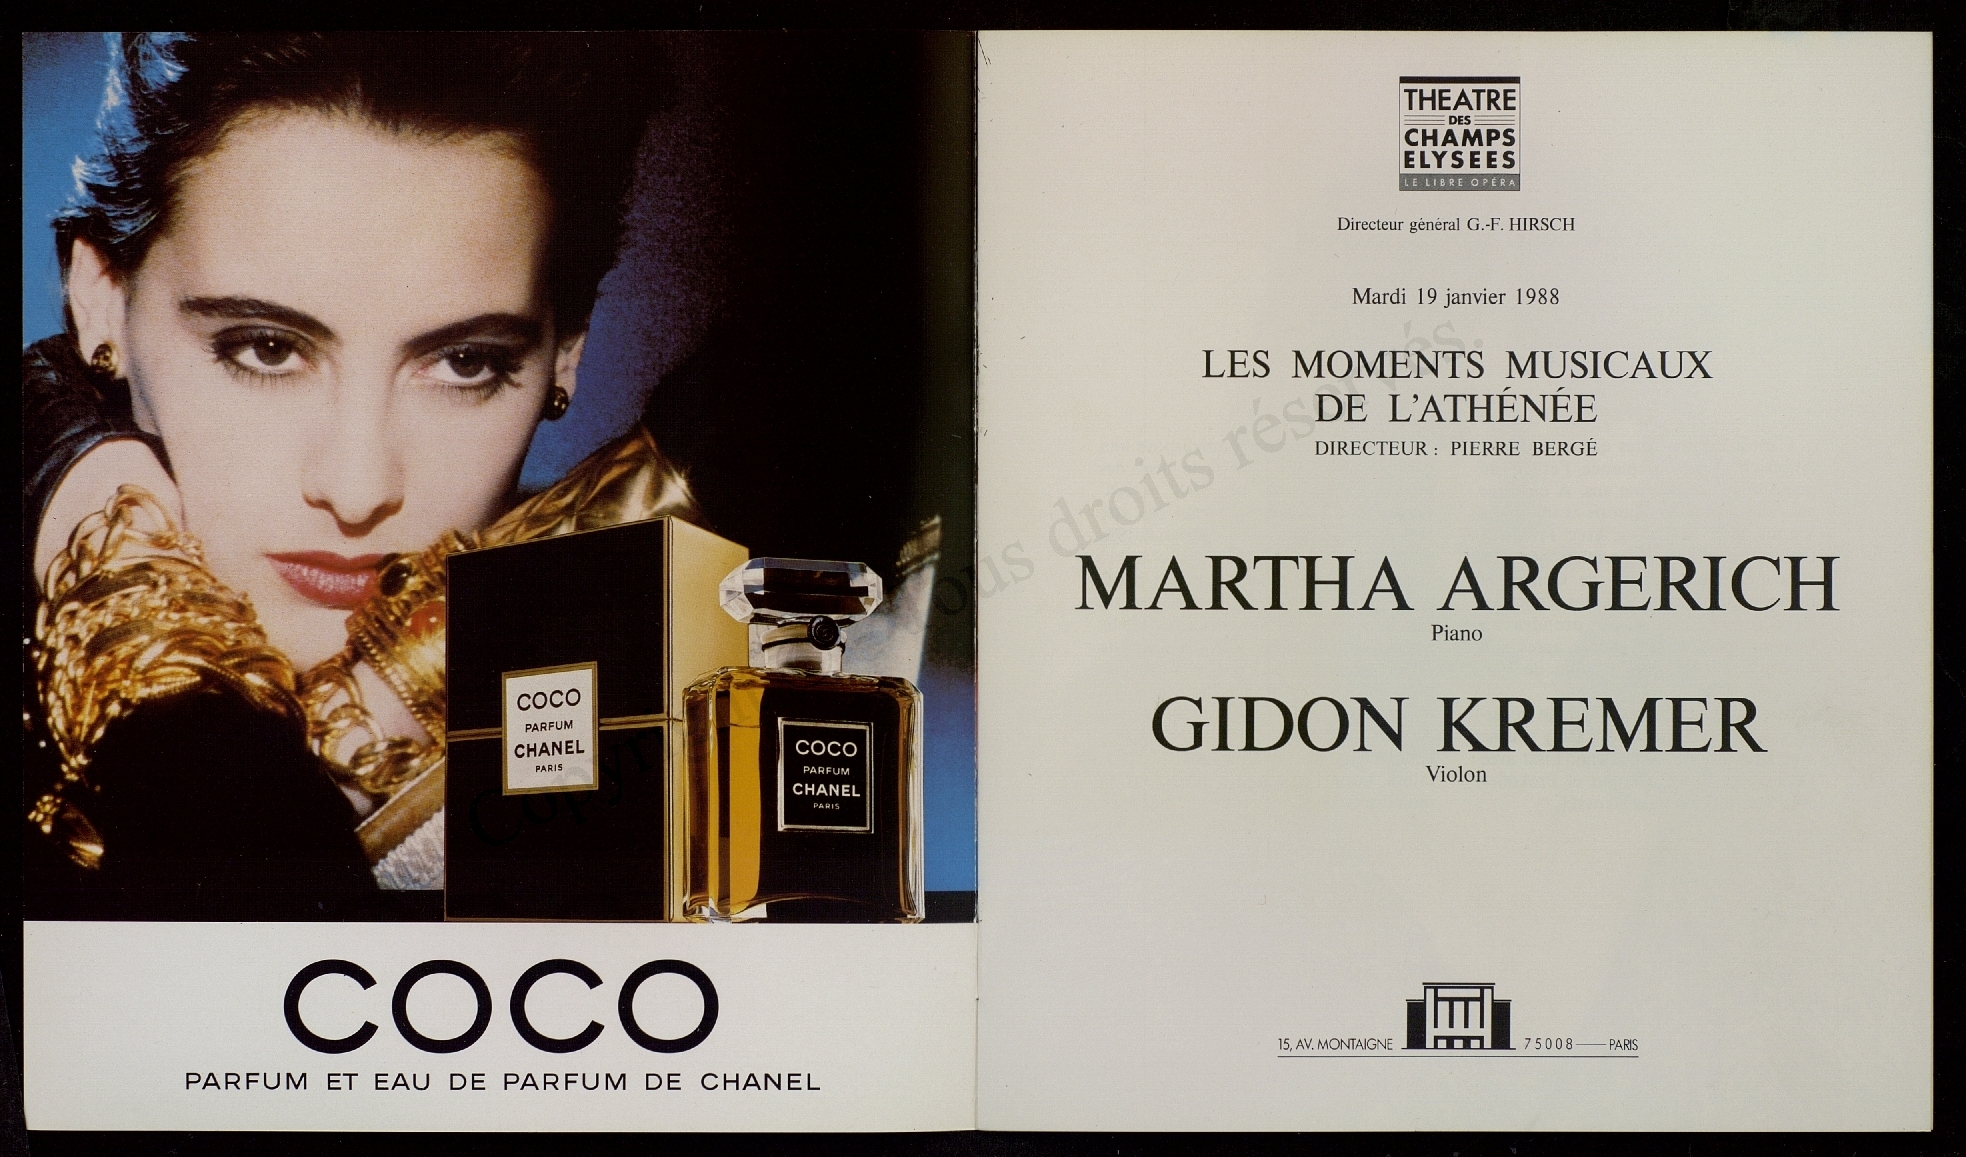 COCO
PARFUM
CHANEL
PARIS
COCO
PARFUM
CHANEL
PARIS
COCO
PARFUM ET EAU DE PARFUM DE CHANEL
THEATRE
DES
CHAMPS
ELYSEES
LE LIBRE OPÉRA
Directeur général G.-F. HIRSCH
Mardi 19 janvier 1988
LES MOMENTS MUSICAUX
DE L'ATHÉNÉE
DIRECTEUR : PIERRE BERGÉ
MARTHA ARGERICH
Piano
GIDON KREMER
Violon
15, AV. MONTAIGNE 75008 — PARIS
droits réservés.